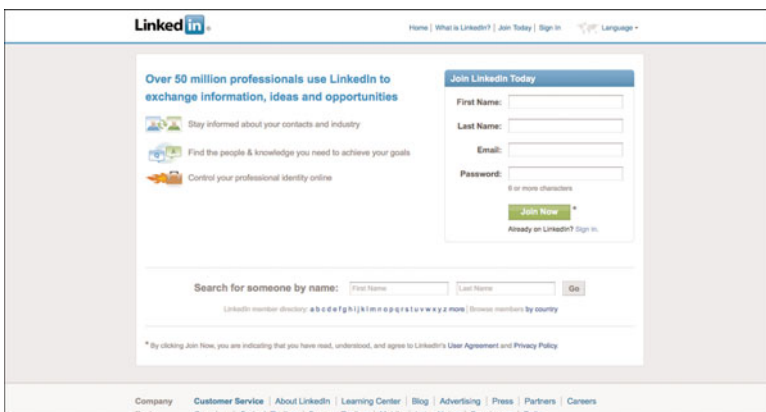 Linked in
Home | What is LinkedIn? | Join Today | Sign In Language
Over 50 million professionals use LinkedIn to
exchange information, ideas and opportunities
Stay informed about your contacts and industry
Find the people & knowledge you need to achieve your goals
Control your professional identity online
Join LinkedIn Today
First Name:
Last Name:
Email:
Password:
6 or more characters
Join Now *
Already on LinkedIn? Sign in.
Search for someone by name: First Name Last Name Go
LinkedIn member directory: a b c d e f g h i j k l m n o p q r s t u v w x y z more | Browse members by country
* By clicking Join Now, you are indicating that you have read, understood, and agree to LinkedIn's User Agreement and Privacy Policy.
Company Customer Service | About LinkedIn | Learning Center | Blog | Advertising | Press | Partners | Careers